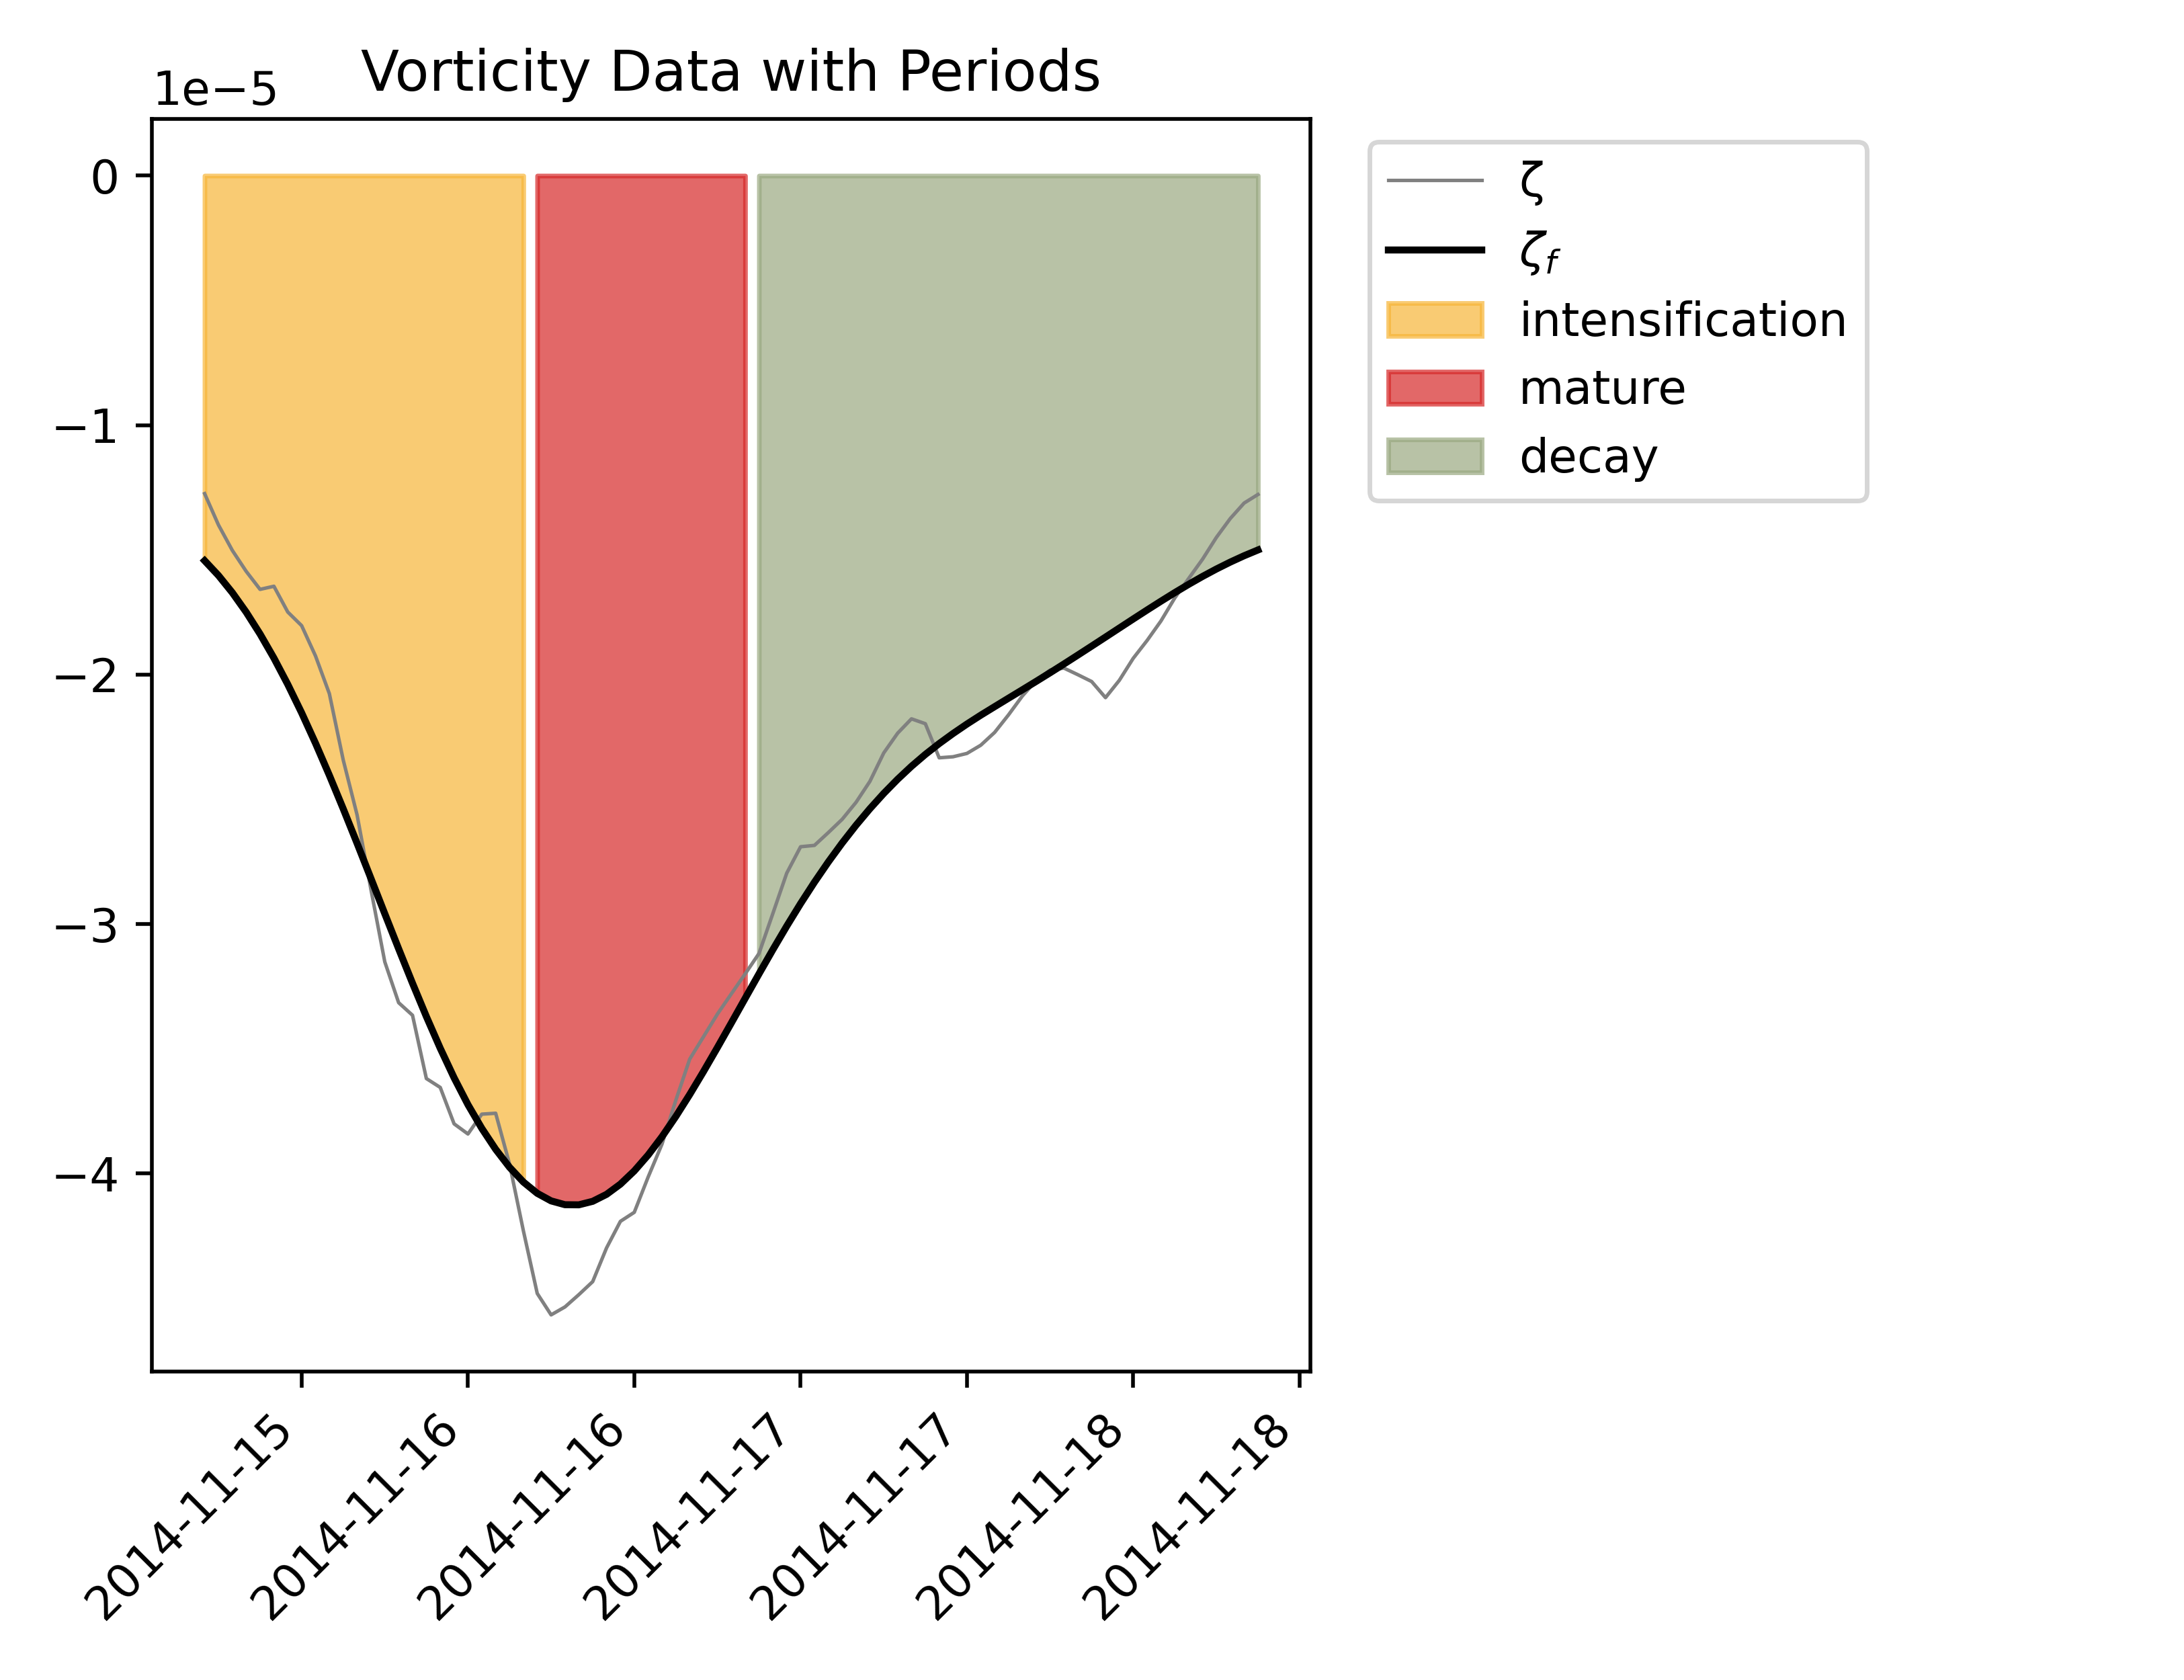 Vorticity Data with Periods
1e−5
0
−1
−2
−3
−4
2014-11-15
2014-11-16
2014-11-16
2014-11-17
2014-11-17
2014-11-18
2014-11-18
ζ
ζf
intensification
mature
decay